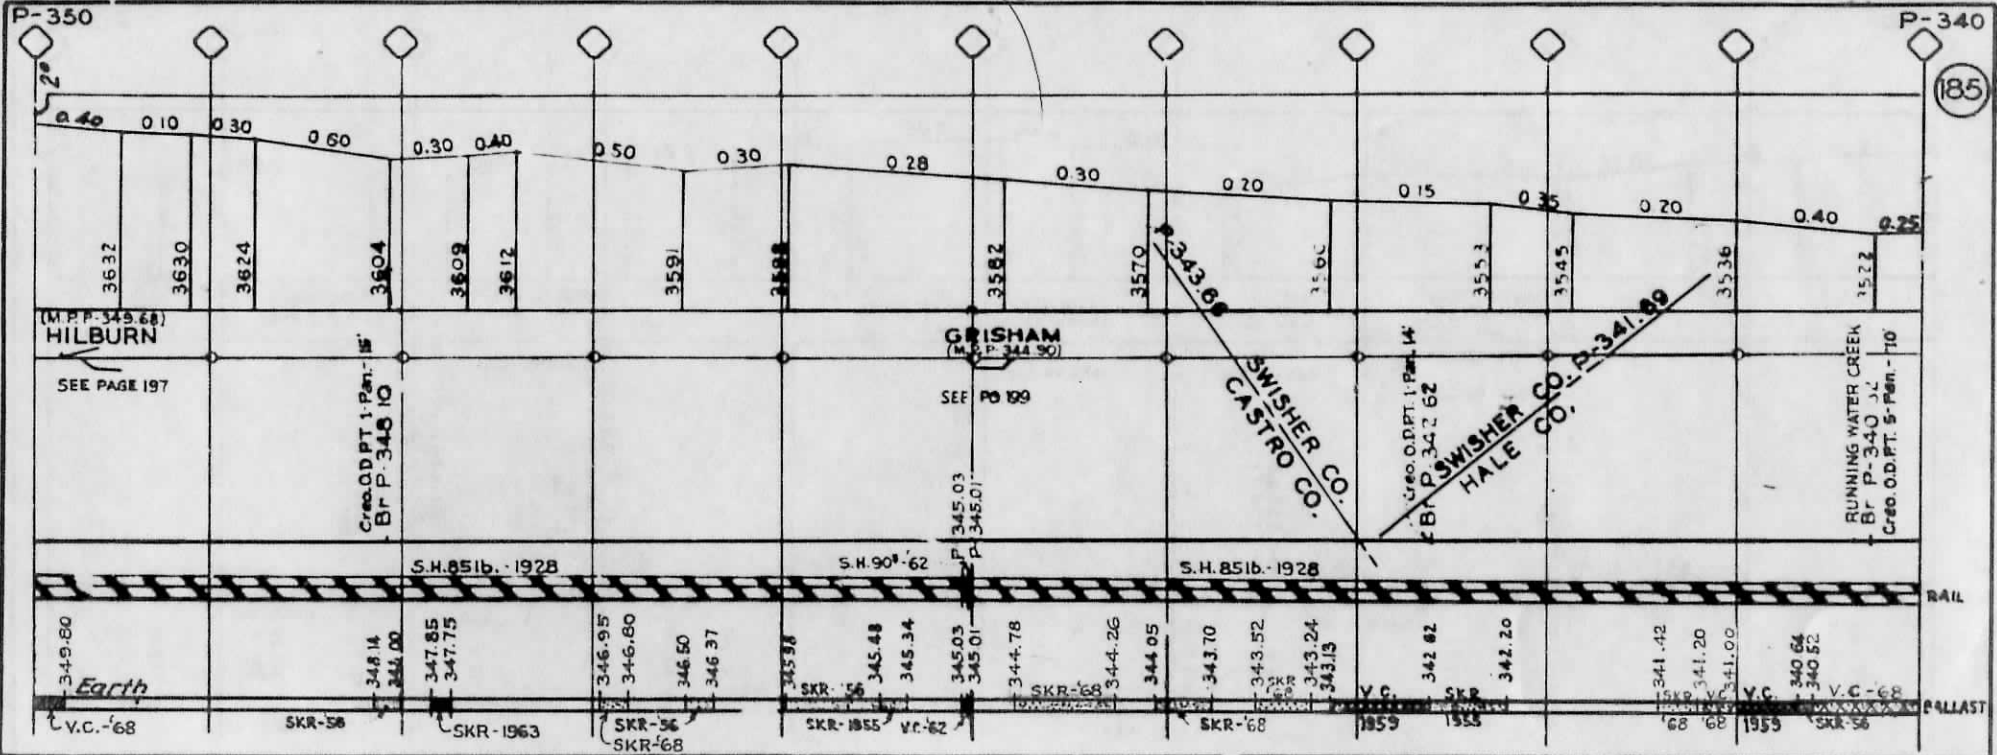 P-350
P-340
185
2°
0.40
0.10
0.30
0.60
0.30
0.40
0.50
0.30
0.28
0.30
0.20
0.15
0.35
0.20
0.40
0.25
3632
3630
3624
3604
3609
3612
3591
3582
3570
3553
3545
3536
(M.P. P-349.68)
HILBURN
SEE PAGE 197
Creo. O.D.PT. 1-Pan.-15'
Br P-348.10
GRISHAM
(M.P. P-344.90)
SEE PG 199
P-343.66
SWISHER CO.
CASTRO CO.
Creo. O.D.PT. 1-Pan. 14'
Br P-342.62
SWISHER CO. P-341.69
HALE CO.
RUNNING WATER CREEK
Br P-340
Creo. O.D.PT. 5-Pan.-70'
P-345.03
P-345.01
S.H.85lb.-1928
S.H.90#-'62
S.H.85lb.-1928
RAIL
349.80
348.14
347.85
347.75
346.95
346.80
346.50
346.37
345.48
345.34
345.03
345.01
344.78
344.26
344.05
343.70
343.52
343.24
343.13
342.62
342.20
341.42
341.20
341.00
340.64
340.52
Earth
SKR-'56
SKR-'68
SKR '68
V.C.
SKR
SKR
V.C.
V.C.
V.C.-'68
BALLAST
V.C.-'68
SKR-'56
SKR-1963
SKR-'56
SKR-'68
SKR-1955
V.C.-'62
SKR-'68
1959
1955
'68
'68
1959
SKR-56